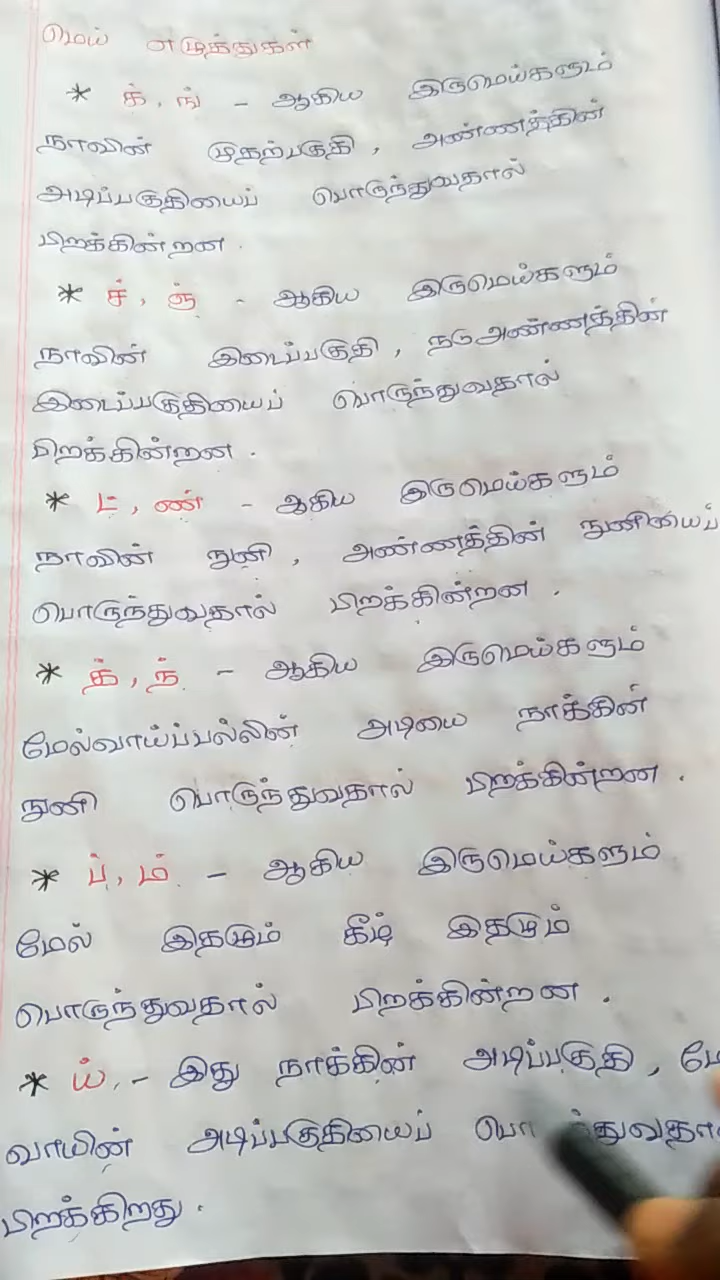 மெய் எழுத்துகள்
* க், ங் - ஆகிய இருமெய்களும்
நாவின் முதற்பகுதி, அண்ணத்தின்
அடிப்பகுதியைப் பொருந்துவதால்
பிறக்கின்றன.
* ச், ஞ் - ஆகிய இருமெய்களும்
நாவின் இடைப்பகுதி, நடுஅண்ணத்தின்
இடைப்பகுதியைப் பொருந்துவதால்
பிறக்கின்றன.
* ட், ண் - ஆகிய இருமெய்களும்
நாவின் நுனி, அண்ணத்தின் நுனியைப்
பொருந்துவதால் பிறக்கின்றன.
* த், ந் - ஆகிய இருமெய்களும்
மேல்வாய்ப்பல்லின் அடியை நாக்கின்
நுனி பொருந்துவதால் பிறக்கின்றன.
* ப், ம் - ஆகிய இருமெய்களும்
மேல் இதழும் கீழ் இதழும்
பொருந்துவதால் பிறக்கின்றன.
* ய், - இது நாக்கின் அடிப்பகுதி,
வாயின் அடிப்பகுதியைப்
பிறக்கிறது.